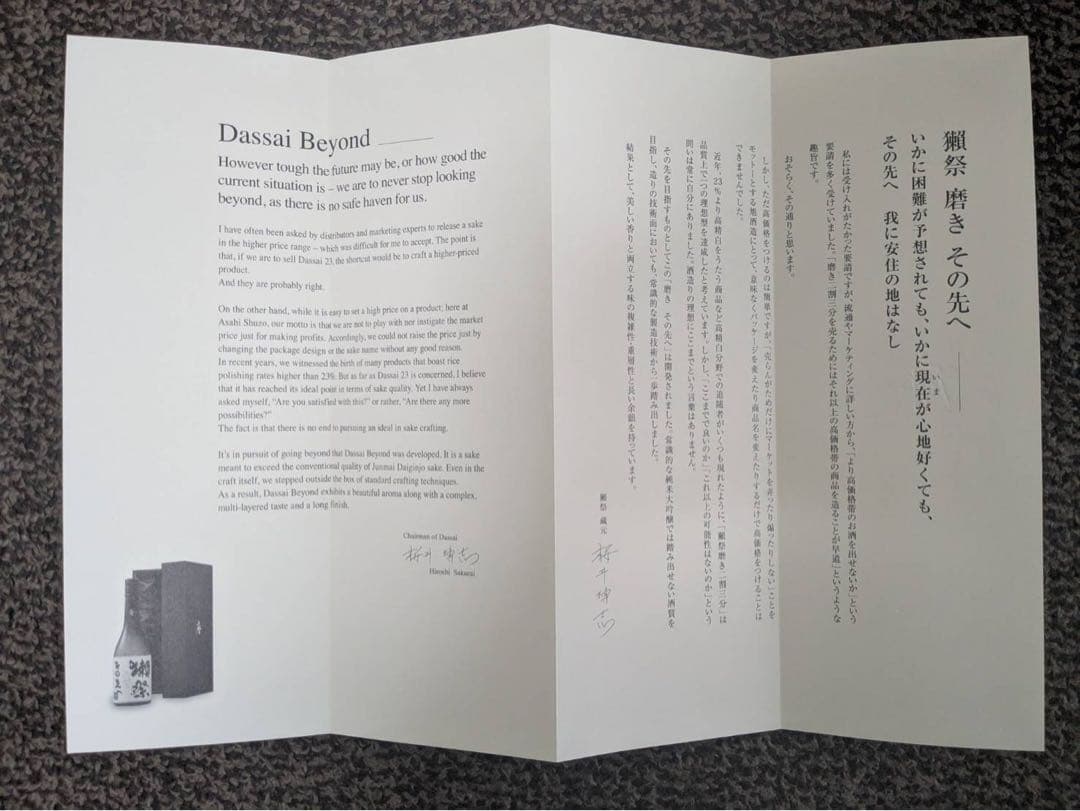 Dassai Beyond
However tough the future may be, or how good the
current situation is – we are to never stop looking
beyond, as there is no safe haven for us.
I have often been asked by distributors and marketing experts to release a sake
in the higher price range – which was difficult for me to accept. The point is
that, if we are to sell Dassai 23, the shortcut would be to craft a higher-priced
product.
And they are probably right.
On the other hand, while it is easy to set a high price on a product, here at
Asahi Shuzo, our motto is that we are not to play with nor instigate the market
price just for making profits. Accordingly, we could not raise the price just by
changing the package design or the sake name without any good reason.
In recent years, we witnessed the birth of many products that boast rice
polishing rates higher than 23%. But as far as Dassai 23 is concerned, I believe
that it has reached its ideal point in terms of sake quality. Yet I have always
asked myself, "Are you satisfied with this?" or rather, "Are there any more
possibilities?"
The fact is that there is no end to pursuing an ideal in sake crafting.
It's in pursuit of going beyond that Dassai Beyond was developed. It is a sake
meant to exceed the conventional quality of Junmai Daiginjo sake. Even in the
craft itself, we stepped outside the box of standard crafting techniques.
As a result, Dassai Beyond exhibits a beautiful aroma along with a complex,
multi-layered taste and a long finish.
Chairman of Dassai
桜井博志
Hiroshi Sakurai
獺祭
その先へ
獺祭 磨き その先へ
いかに困難が予想されても、いかに現在が心地好くても、
いま
その先へ 我に安住の地はなし
私には受け入れがたかった要請ですが、流通やマーケティングに詳しい方から、「より高価格帯のお酒を出せないか」という
要請を多く受けていました。「磨き二割三分を売るためにはそれ以上の高価格帯の商品を造ることが早道」というような
趣旨です。
おそらく、その通りと思います。
しかし、ただ高価格をつけるのは簡単ですが、「売らんがためだけにマーケットを弄ったり煽ったりしない」ことを
モットーとする旭酒造にとって、意味なくパッケージを変えたり商品名を変えたりするだけで高価格をつけることは
できませんでした。
近年、23%より高精白をうたう商品など高精白分野での追随者がいくつも現れたように、「獺祭磨き二割三分」は
品質上で一つの理想型を達成したと考えています。しかし、「ここまでで良いのか」「これ以上の可能性はないのか」という
問いは常に自分にありました。酒造りの理想にここまでという言葉はありません。
その先を目指すものとしてこの「磨き その先へ」は開発されました。常識的な純米大吟醸では踏み出せない酒質を
目指し、造りの技術面においても、常識的な製造技術から一歩踏み出しました。
結果として、美しい香りと両立する味の複雑性・重層性と長い余韻を持っています。
獺祭 蔵元 桜井博志